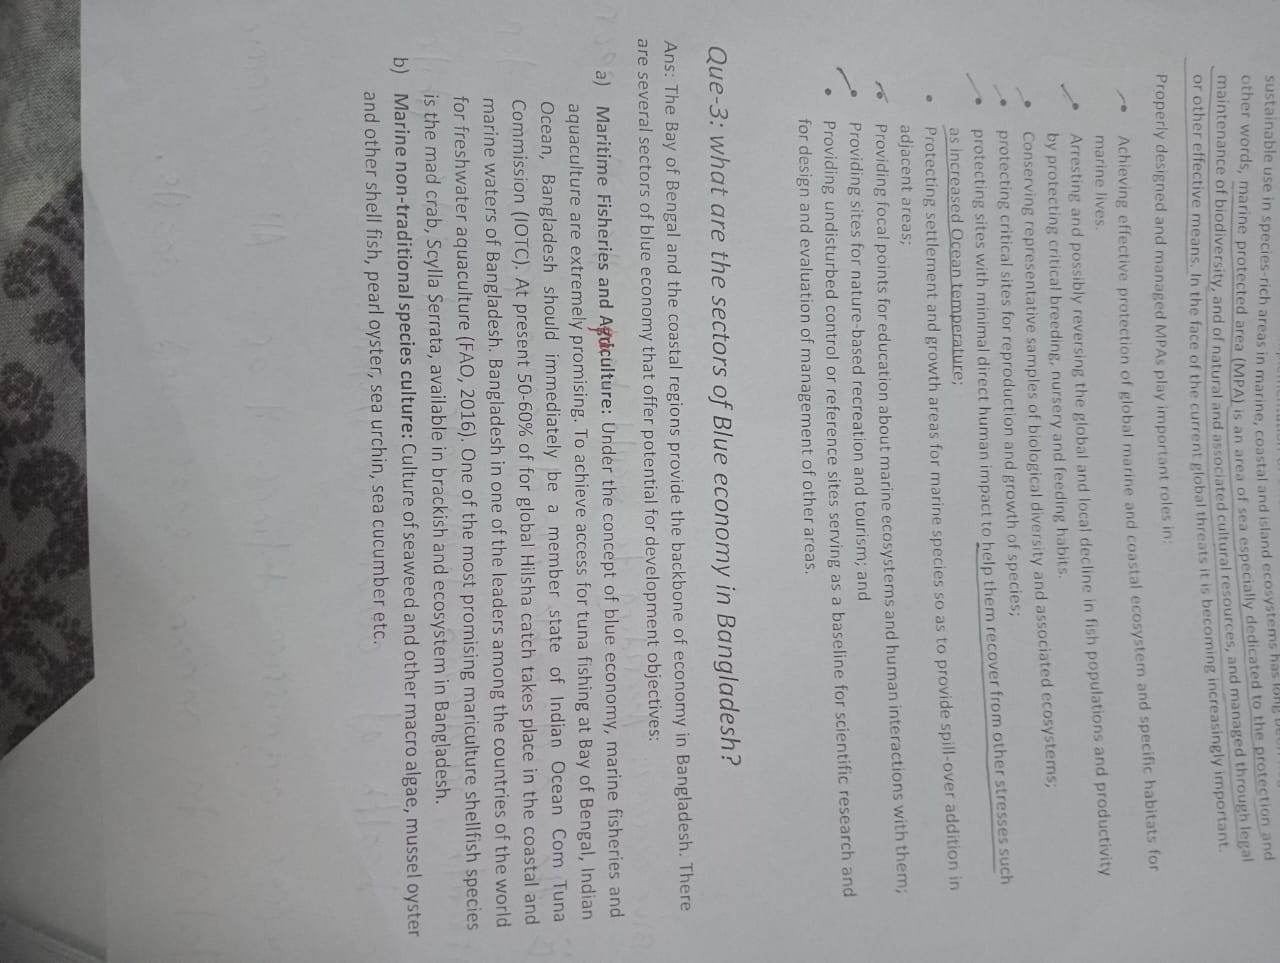 sustainable use in species-rich areas in marine, coastal and island ecosystems has long
other words, marine protected area (MPA) is an area of sea especially dedicated to the protection and
maintenance of biodiversity, and of natural and associated cultural resources, and managed through legal
or other effective means. In the face of the current global threats it is becoming increasingly important.
Properly designed and managed MPAs play important roles in:
• Achieving effective protection of global marine and coastal ecosystem and specific habitats for
marine lives.
• Arresting and possibly reversing the global and local decline in fish populations and productivity
by protecting critical breeding, nursery and feeding habits.
• Conserving representative samples of biological diversity and associated ecosystems;
• protecting critical sites for reproduction and growth of species;
• protecting sites with minimal direct human impact to help them recover from other stresses such
as increased Ocean temperature;
• Protecting settlement and growth areas for marine species so as to provide spill-over addition in
adjacent areas;
• Providing focal points for education about marine ecosystems and human interactions with them;
• Providing sites for nature-based recreation and tourism; and
• Providing undisturbed control or reference sites serving as a baseline for scientific research and
for design and evaluation of management of other areas.
Que-3: what are the sectors of Blue economy in Bangladesh?
Ans: The Bay of Bengal and the coastal regions provide the backbone of economy in Bangladesh. There
are several sectors of blue economy that offer potential for development objectives:
a) Maritime Fisheries and Agriculture: Under the concept of blue economy, marine fisheries and
aquaculture are extremely promising. To achieve access for tuna fishing at Bay of Bengal, Indian
Ocean, Bangladesh should immediately be a member state of Indian Ocean Com Tuna
Commission (IOTC). At present 50-60% of for global Hilsha catch takes place in the coastal and
marine waters of Bangladesh. Bangladesh in one of the leaders among the countries of the world
for freshwater aquaculture (FAO, 2016). One of the most promising mariculture shellfish species
is the mad crab, Scylla Serrata, available in brackish and ecosystem in Bangladesh.
b) Marine non-traditional species culture: Culture of seaweed and other macro algae, mussel oyster
and other shell fish, pearl oyster, sea urchin, sea cucumber etc.